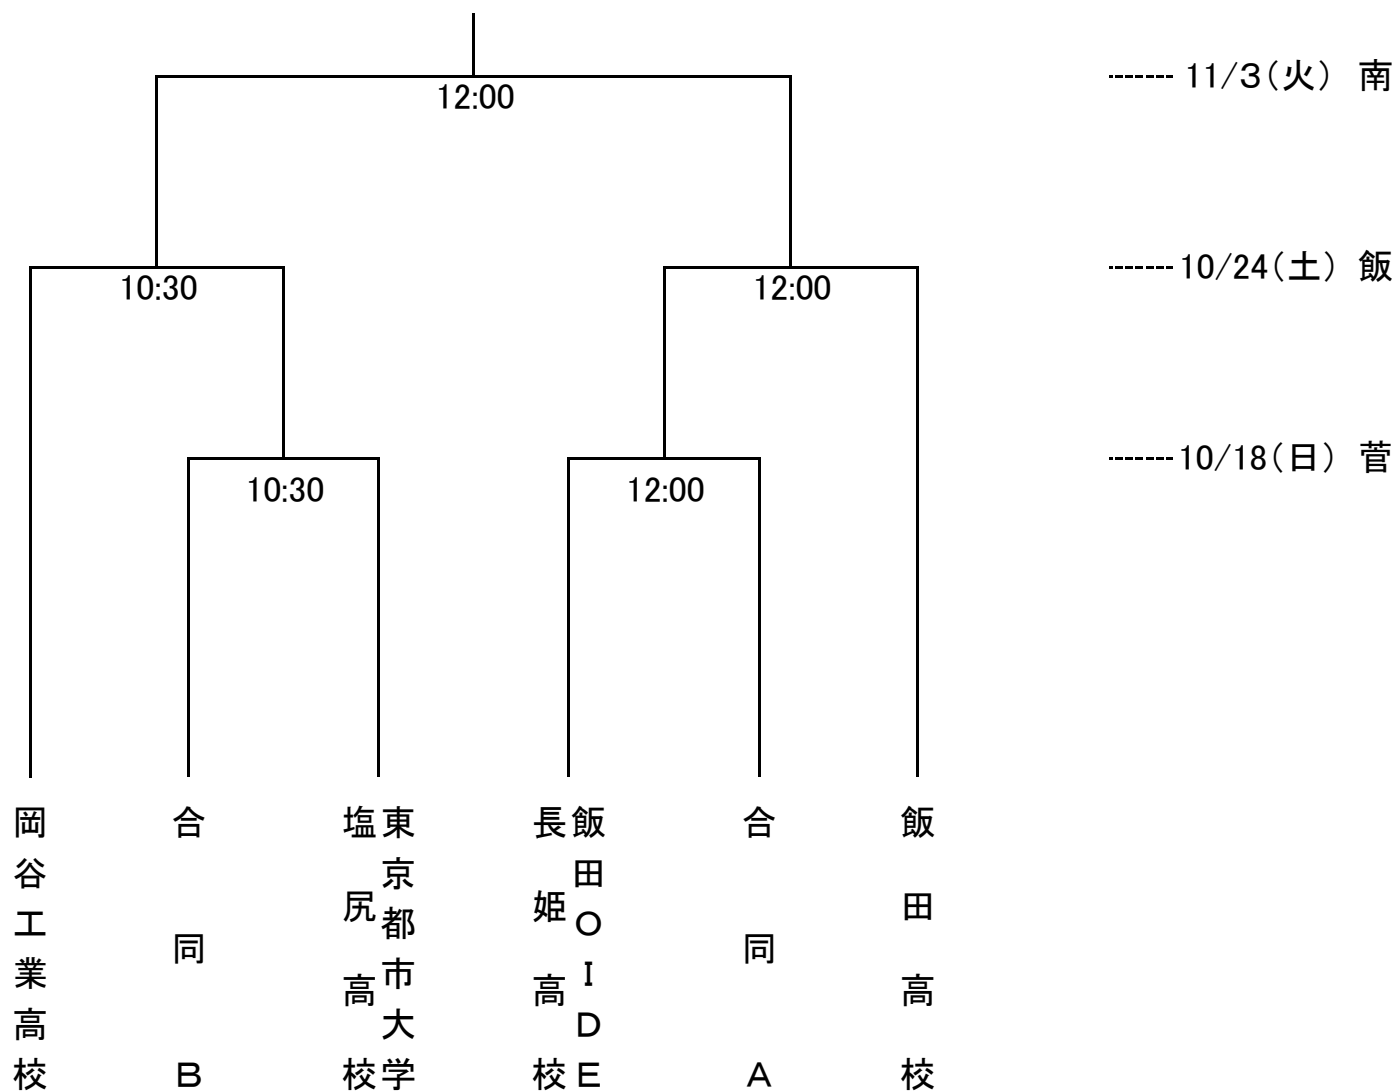 12:00
11/3(火) 南
10:30
12:00
10/24(土) 飯
10:30
12:00
10/18(日) 菅
岡谷工業高校
合同B
東京都市大学
塩尻高校
飯田OIDE
長姫高校
合同A
飯田高校